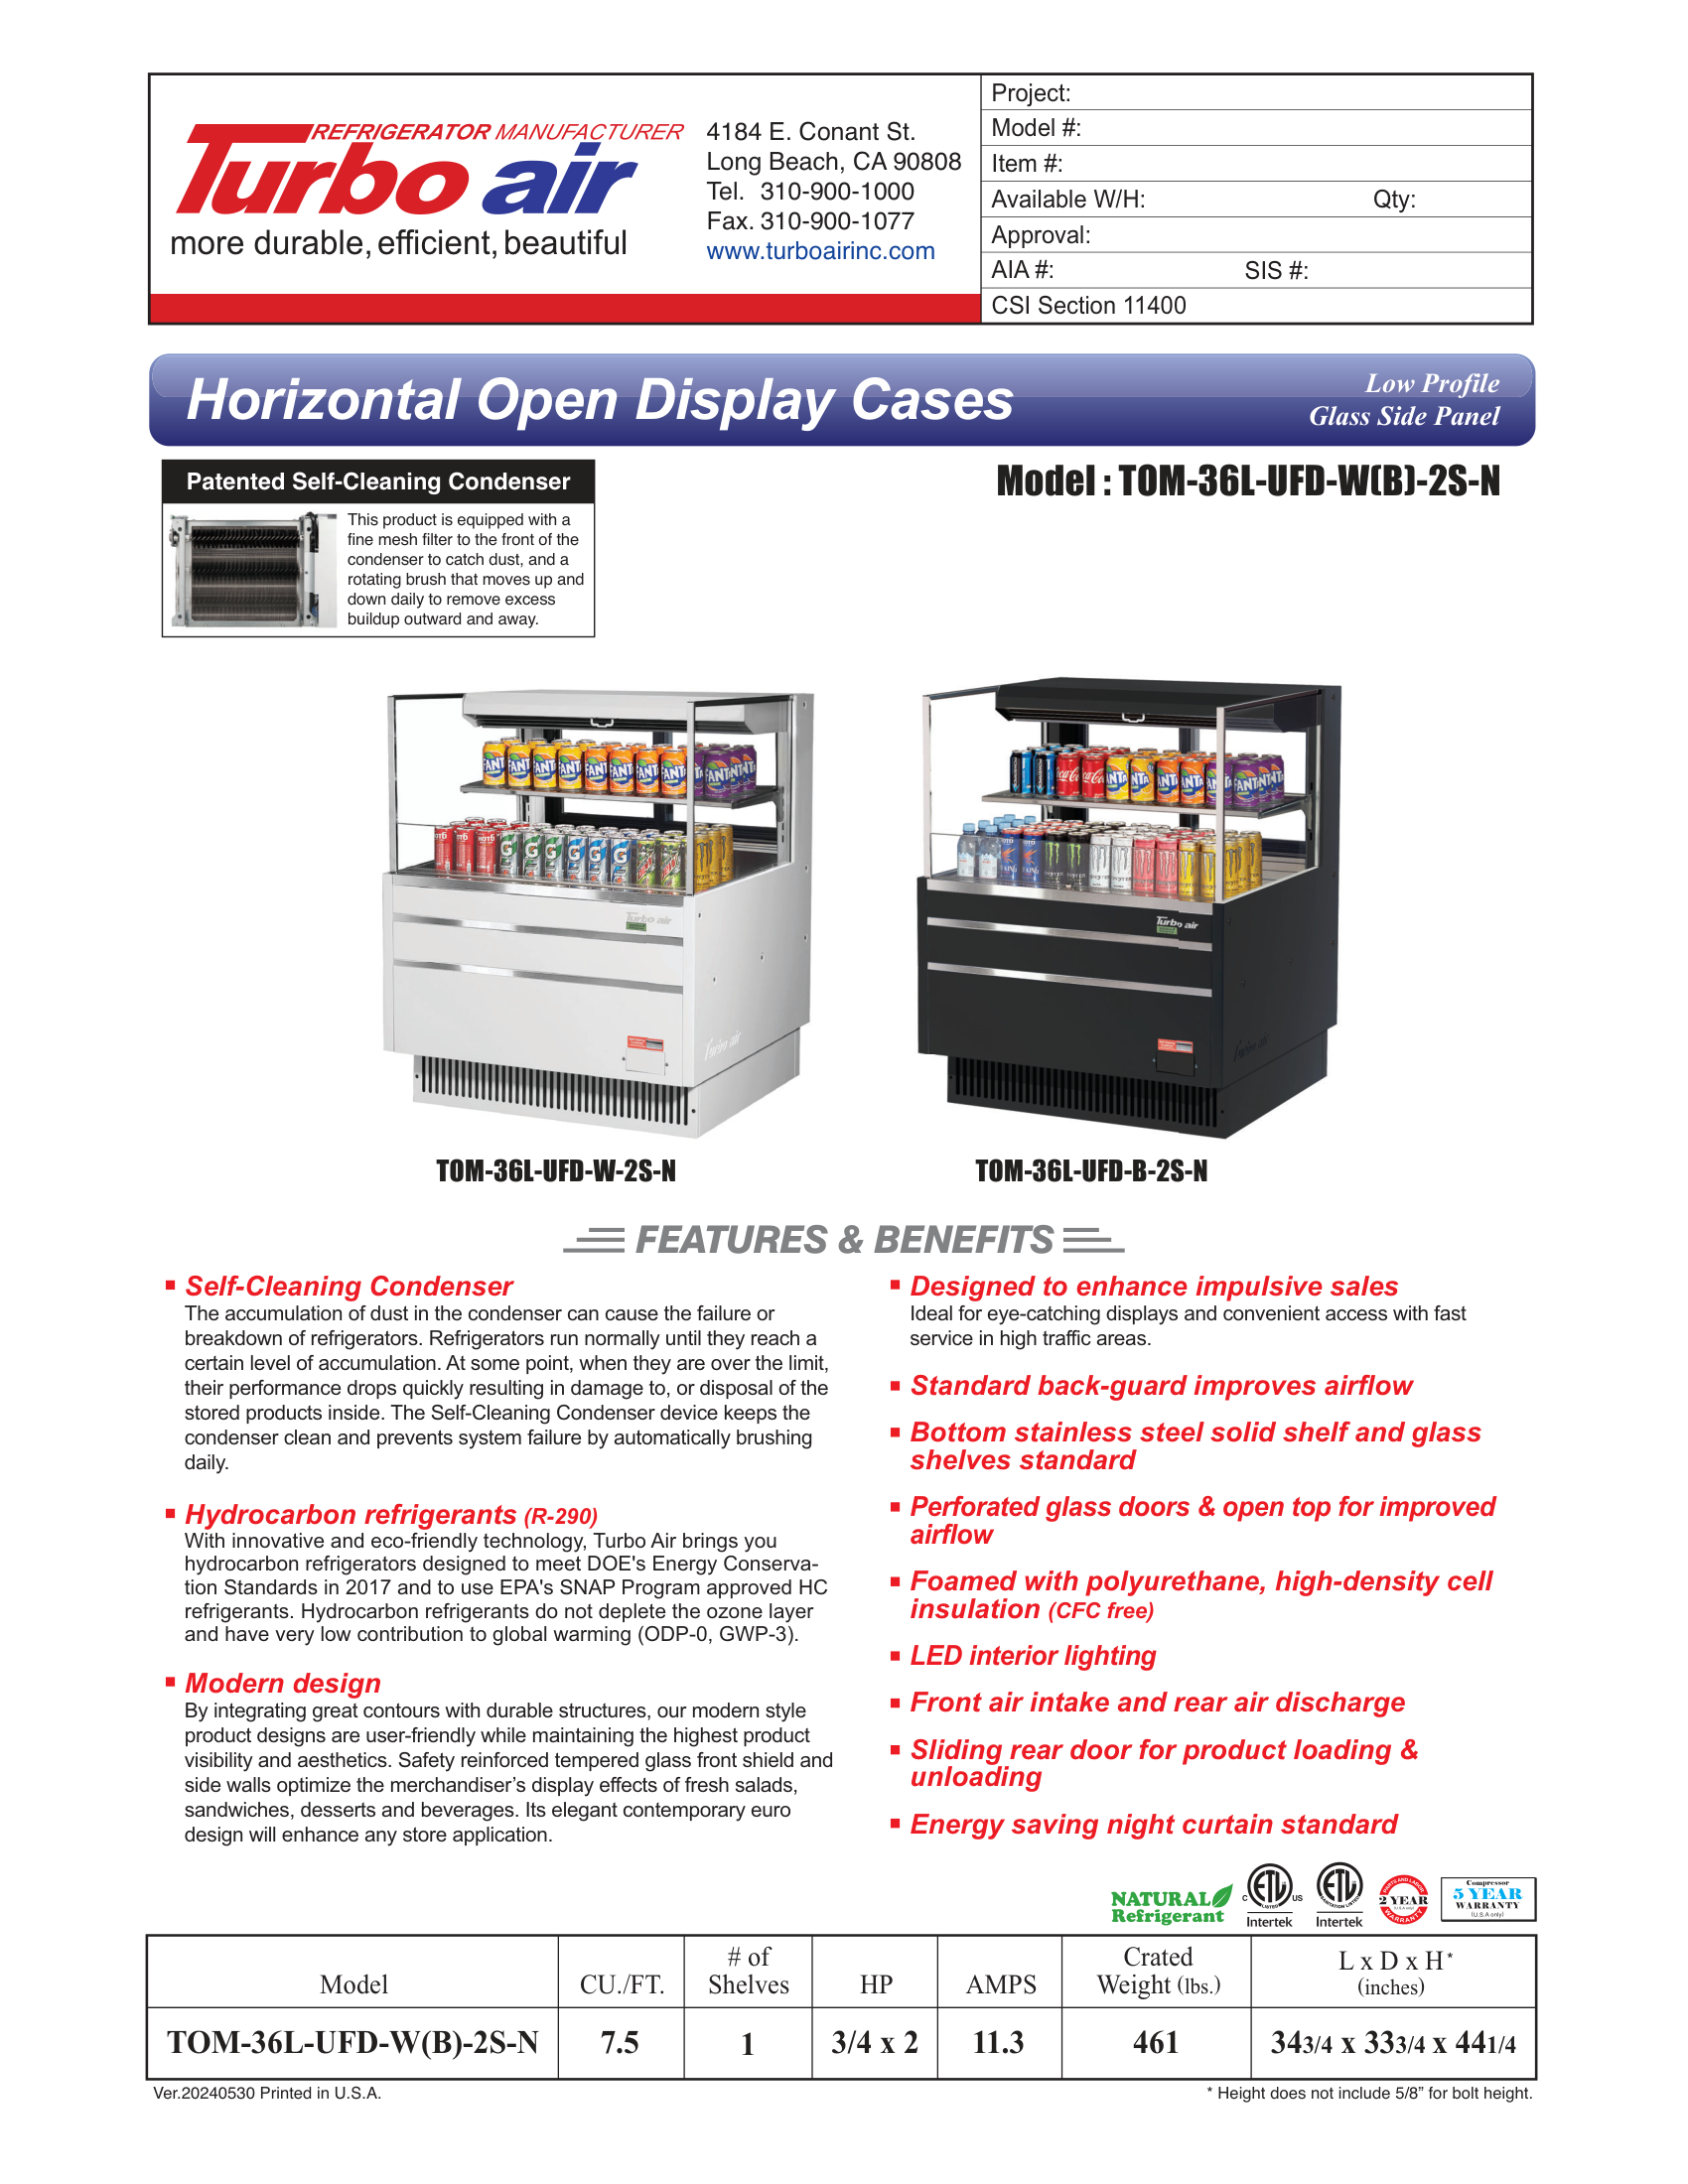 REFRIGERATOR MANUFACTURER
Turbo air
more durable, efficient, beautiful
4184 E. Conant St.
Long Beach, CA 90808
Tel. 310-900-1000
Fax. 310-900-1077
www.turboairinc.com
Project:
Model #:
Item #:
Available W/H: Qty:
Approval:
AIA #: SIS #:
CSI Section 11400
Horizontal Open Display Cases
Low Profile
Glass Side Panel
Patented Self-Cleaning Condenser
This product is equipped with a
fine mesh filter to the front of the
condenser to catch dust, and a
rotating brush that moves up and
down daily to remove excess
buildup outward and away.
Model : TOM-36L-UFD-W(B)-2S-N
Turbo air
Turbo air
Turbo air
Turbo air
TOM-36L-UFD-W-2S-N
TOM-36L-UFD-B-2S-N
FEATURES & BENEFITS
Self-Cleaning Condenser
The accumulation of dust in the condenser can cause the failure or
breakdown of refrigerators. Refrigerators run normally until they reach a
certain level of accumulation. At some point, when they are over the limit,
their performance drops quickly resulting in damage to, or disposal of the
stored products inside. The Self-Cleaning Condenser device keeps the
condenser clean and prevents system failure by automatically brushing
daily.
Hydrocarbon refrigerants (R-290)
With innovative and eco-friendly technology, Turbo Air brings you
hydrocarbon refrigerators designed to meet DOE's Energy Conserva-
tion Standards in 2017 and to use EPA's SNAP Program approved HC
refrigerants. Hydrocarbon refrigerants do not deplete the ozone layer
and have very low contribution to global warming (ODP-0, GWP-3).
Modern design
By integrating great contours with durable structures, our modern style
product designs are user-friendly while maintaining the highest product
visibility and aesthetics. Safety reinforced tempered glass front shield and
side walls optimize the merchandiser’s display effects of fresh salads,
sandwiches, desserts and beverages. Its elegant contemporary euro
design will enhance any store application.
Designed to enhance impulsive sales
Ideal for eye-catching displays and convenient access with fast
service in high traffic areas.
Standard back-guard improves airflow
Bottom stainless steel solid shelf and glass
shelves standard
Perforated glass doors & open top for improved
airflow
Foamed with polyurethane, high-density cell
insulation (CFC free)
LED interior lighting
Front air intake and rear air discharge
Sliding rear door for product loading &
unloading
Energy saving night curtain standard
NATURAL
Refrigerant
C ETL US
LISTED
Intertek
ETL
SANITATION LISTED
Intertek
PARTS AND LABOR
2 YEAR
(U.S.A only)
WARRANTY
Compressor
5 YEAR
WARRANTY
(U.S.A only)
Model CU./FT. # of Shelves HP AMPS Crated Weight (lbs.) L x D x H* (inches)
TOM-36L-UFD-W(B)-2S-N 7.5 1 3/4 x 2 11.3 461 343/4 x 333/4 x 441/4
Ver.20240530 Printed in U.S.A.
* Height does not include 5/8” for bolt height.